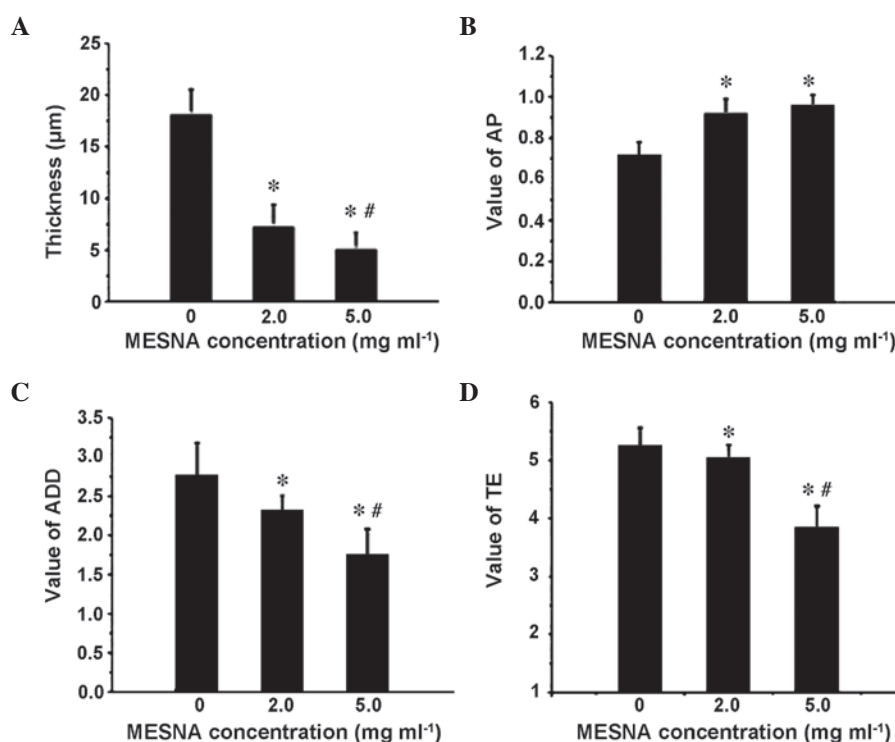 A
Thickness (µm)
25
20
15
10
5
0
*
* #
0 2.0 5.0
MESNA concentration (mg ml⁻¹)
B
Value of AP
1.2
1.0
0.8
0.6
0.4
0.2
0.0
* *
0 2.0 5.0
MESNA concentration (mg ml⁻¹)
C
Value of ADD
3.5
3.0
2.5
2.0
1.5
1.0
0.5
0.0
*
* #
0 2.0 5.0
MESNA concentration (mg ml⁻¹)
D
Value of TE
6
5
4
3
2
1
*
* #
0 2.0 5.0
MESNA concentration (mg ml⁻¹)